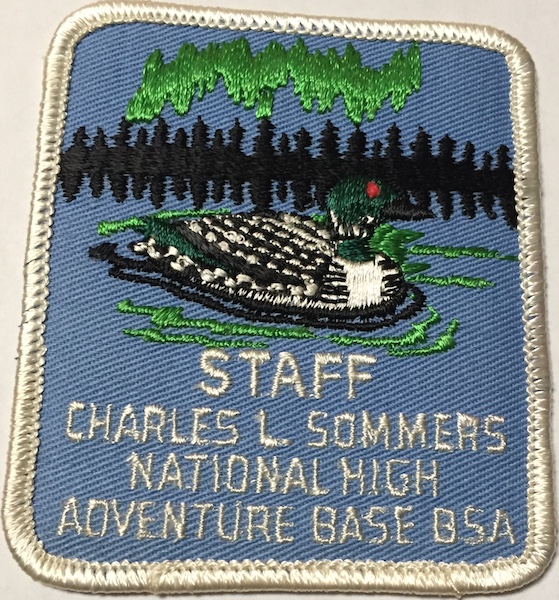 STAFF
CHARLES L SOMMERS
NATIONAL HIGH
ADVENTURE BASE BSA